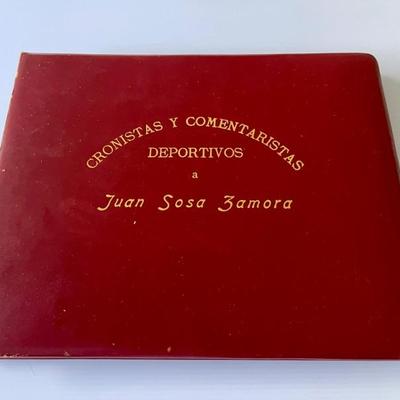 CRONISTAS Y COMENTARISTAS
DEPORTIVOS
a
Juan Sosa Zamora